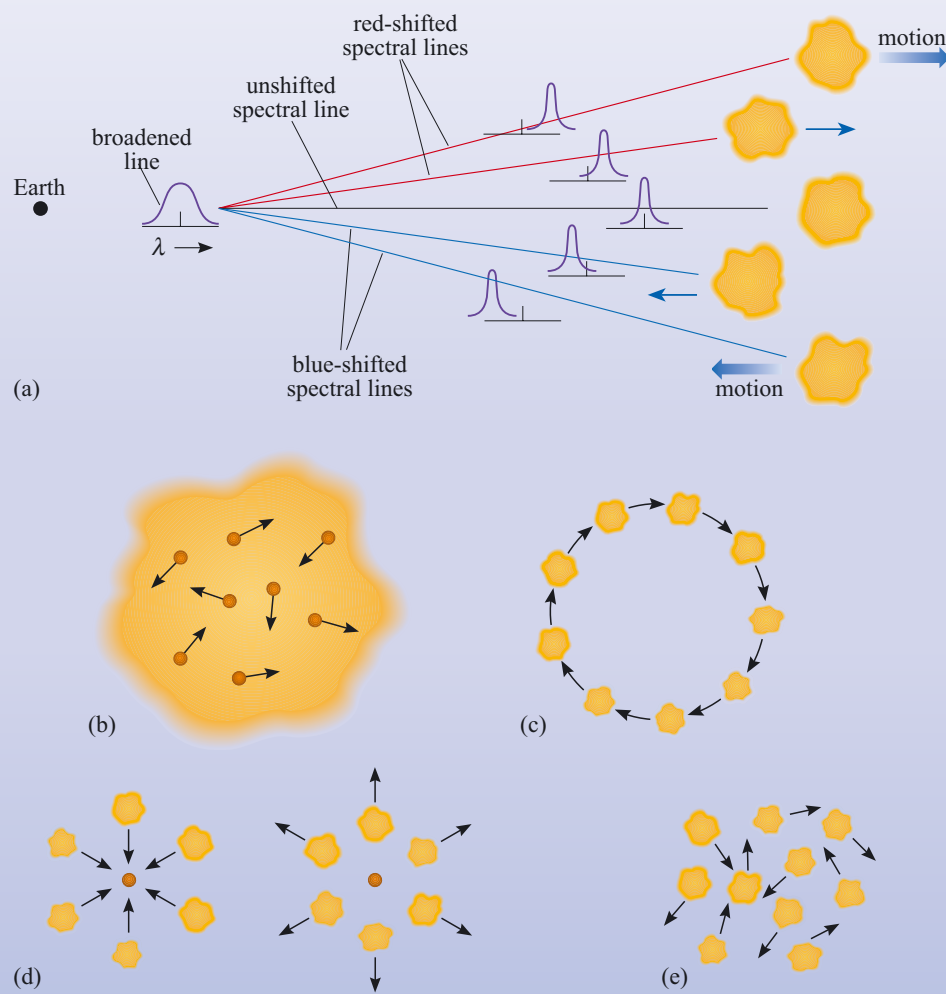 red-shifted
spectral lines
motion
unshifted
spectral line
broadened
line
Earth
λ
blue-shifted
spectral lines
motion
(a)
(b)
(c)
(d)
(e)